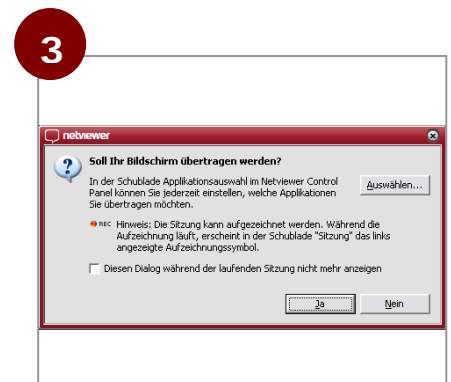 3
netviewer
Soll Ihr Bildschirm übertragen werden?
In der Schublade Applikationsauswahl im Netviewer Control
Panel können Sie jederzeit einstellen, welche Applikationen
Sie übertragen möchten.
Auswählen...
REC Hinweis: Die Sitzung kann aufgezeichnet werden. Während die
Aufzeichnung läuft, erscheint in der Schublade "Sitzung" das links
angezeigte Aufzeichnungssymbol.
Diesen Dialog während der laufenden Sitzung nicht mehr anzeigen
Ja
Nein